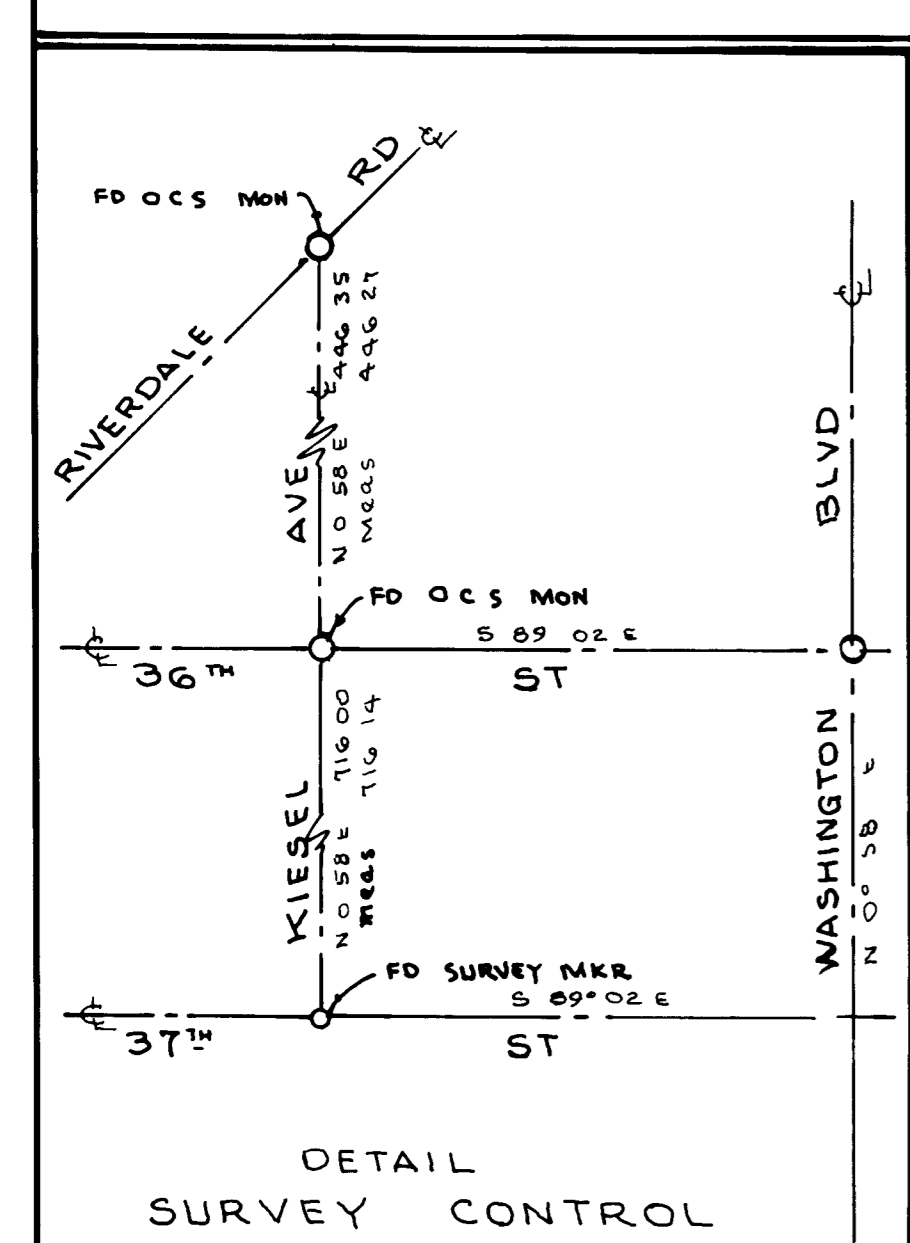 RIVERDALE RD ℄
FD OCS MON
446 35
446 27
℄
N 0 58 E
meas
KIESEL AVE
℄
BLVD
FD OCS MON
S 89 02 E
℄
36TH ST
716 00
716 14
N 0 58 E
meas
WASHINGTON
N 0° 58 E
FD SURVEY MKR
S 89° 02 E
℄
37TH ST
DETAIL
SURVEY CONTROL